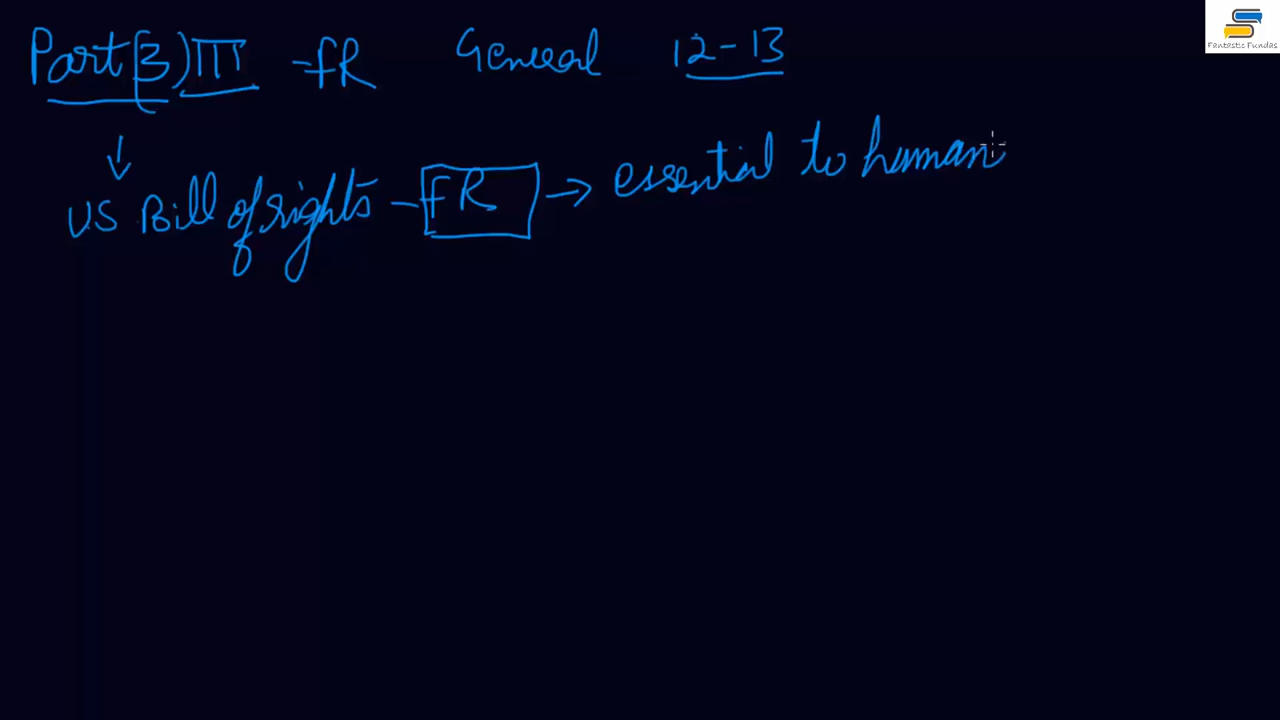 Part (3) III - fR General 12-13
US Bill of rights - fR → essential to human
Fantastic Fundas